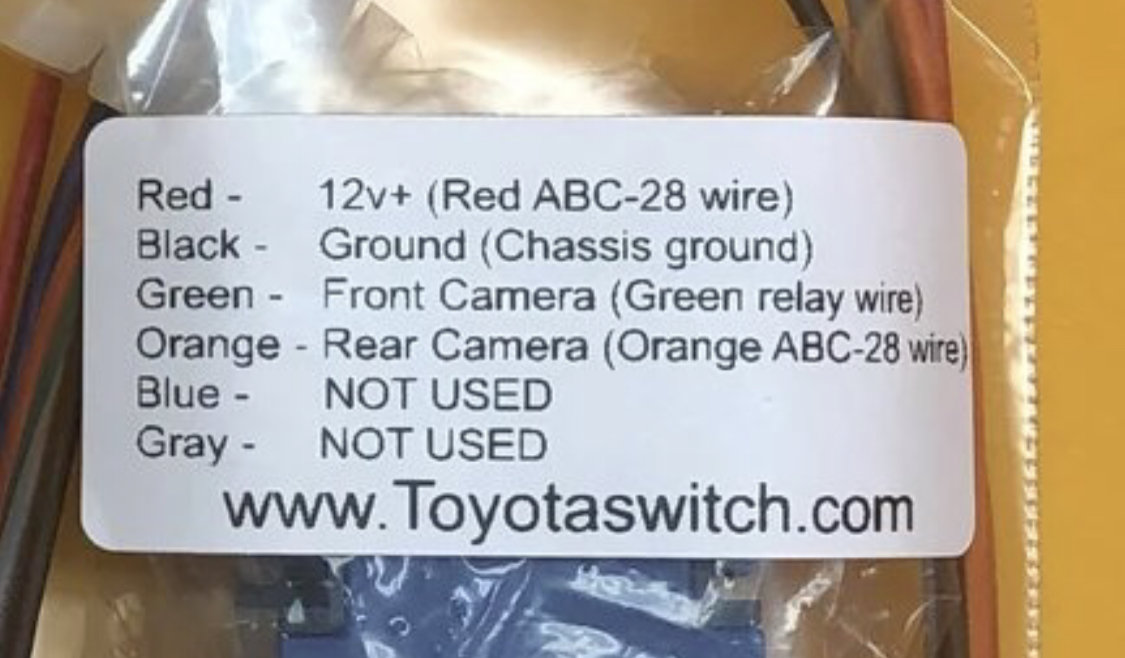 Red - 12v+ (Red ABC-28 wire)
Black - Ground (Chassis ground)
Green - Front Camera (Green relay wire)
Orange - Rear Camera (Orange ABC-28 wire)
Blue - NOT USED
Gray - NOT USED
www.Toyotaswitch.com